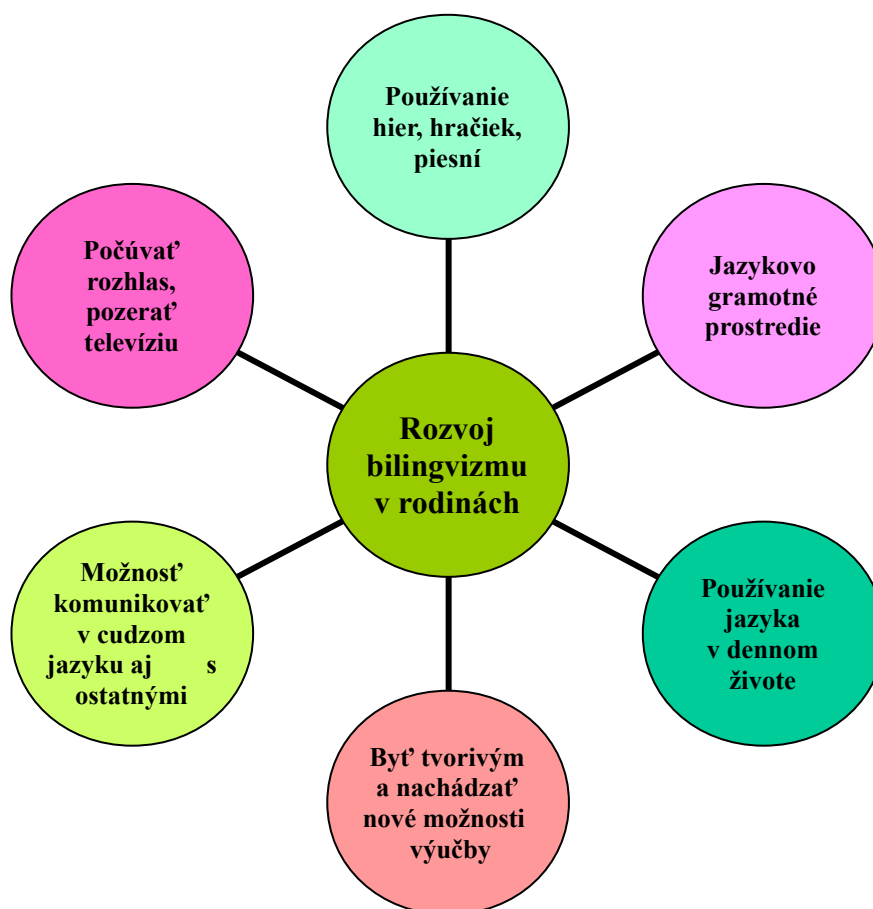 Používanie
hier, hračiek,
piesní
Počúvať
rozhlas,
pozerať
televíziu
Jazykovo
gramotné
prostredie
Rozvoj
bilingvizmu
v rodinách
Možnosť
komunikovať
v cudzom
jazyku aj s
ostatnými
Používanie
jazyka
v dennom
živote
Byť tvorivým
a nachádzať
nové možnosti
výučby